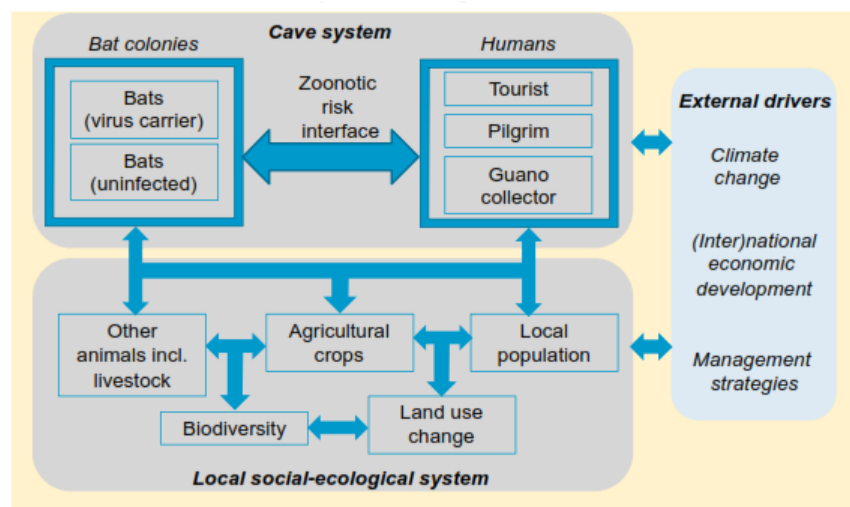 Cave system
Bat colonies
Humans
Bats
(virus carrier)
Bats
(uninfected)
Zoonotic
risk
interface
Tourist
Pilgrim
Guano
collector
External drivers
Climate
change
(Inter)national
economic
development
Management
strategies
Other
animals incl.
livestock
Agricultural
crops
Local
population
Biodiversity
Land use
change
Local social-ecological system